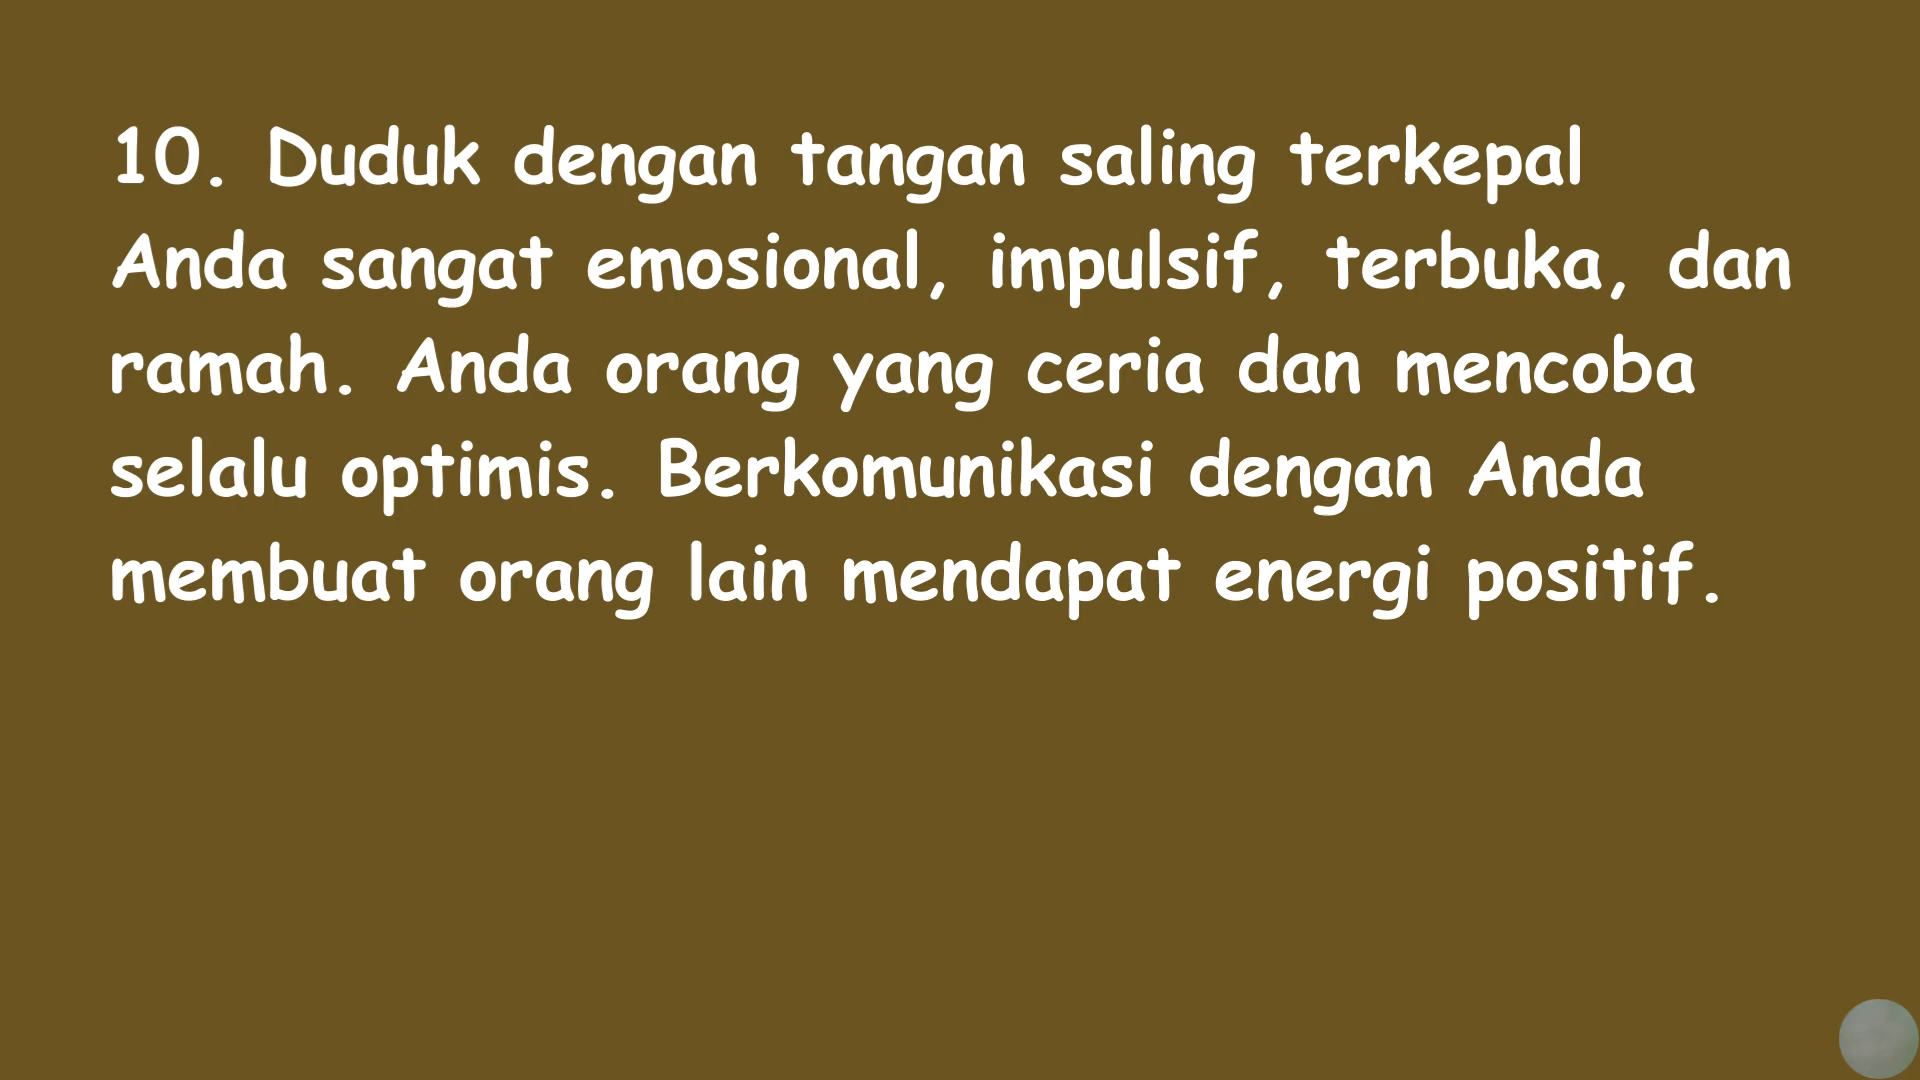 10. Duduk dengan tangan saling terkepal
Anda sangat emosional, impulsif, terbuka, dan
ramah. Anda orang yang ceria dan mencoba
selalu optimis. Berkomunikasi dengan Anda
membuat orang lain mendapat energi positif.